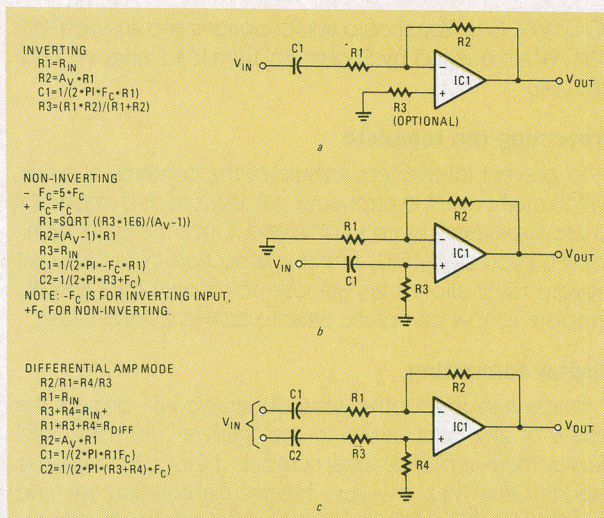 INVERTING
R1=R_IN
R2=A_V*R1
C1=1/(2*PI*F_C*R1)
R3=(R1*R2)/(R1+R2)
V_IN
C1
R1
R2
IC1
−
+
R3
(OPTIONAL)
V_OUT
a
NON-INVERTING
− F_C=5*F_C
+ F_C=F_C
R1=SQRT ((R3*1E6)/(A_V−1))
R2=(A_V−1)*R1
R3=R_IN
C1=1/(2*PI*-F_C*R1)
C2=1/(2*PI*R3+F_C)
NOTE: -F_C IS FOR INVERTING INPUT,
+F_C FOR NON-INVERTING.
R1
R2
V_IN
C1
R3
−
+
IC1
V_OUT
b
DIFFERENTIAL AMP MODE
R2/R1=R4/R3
R1=R_IN
R3+R4=R_IN+
R1+R3+R4=R_DIFF
R2=A_V*R1
C1=1/(2*PI*R1F_C)
C2=1/(2*PI*(R3+R4)*F_C)
V_IN
C1
R1
R2
C2
R3
R4
−
+
IC1
V_OUT
c